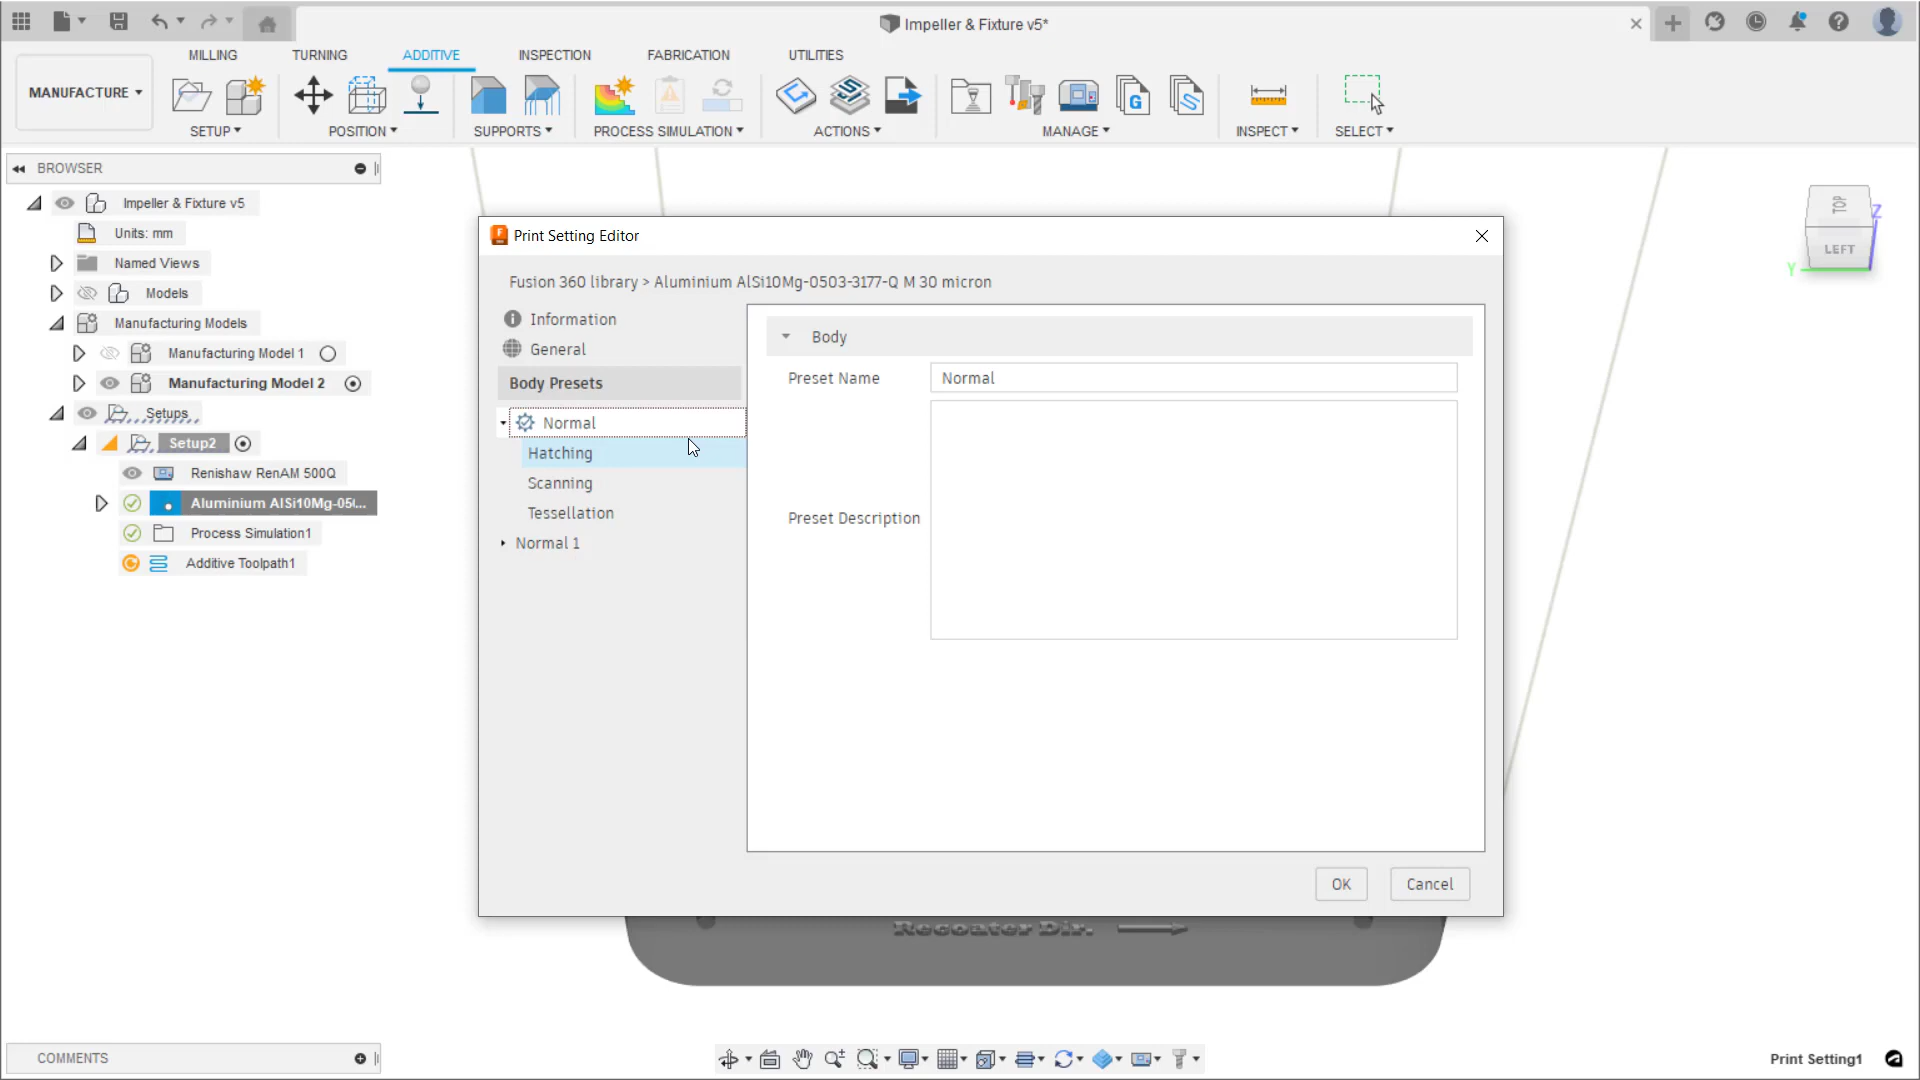 Impeller & Fixture v5*
MANUFACTURE
MILLING
TURNING
ADDITIVE
INSPECTION
FABRICATION
UTILITIES
SETUP
POSITION
SUPPORTS
PROCESS SIMULATION
ACTIONS
MANAGE
INSPECT
SELECT
BROWSER
Impeller & Fixture v5
Units: mm
Named Views
Models
Manufacturing Models
Manufacturing Model 1
Manufacturing Model 2
Setups
Setup2
Renishaw RenAM 500Q
Aluminium AlSi10Mg-05(...
Process Simulation1
Additive Toolpath1
Print Setting Editor
Fusion 360 library > Aluminium AlSi10Mg-0503-3177-Q M 30 micron
Information
General
Body Presets
Normal
Hatching
Scanning
Tessellation
Normal 1
Body
Preset Name
Normal
Preset Description
OK
Cancel
TOP
LEFT
Z
Y
Recoater Dir.
COMMENTS
Print Setting1